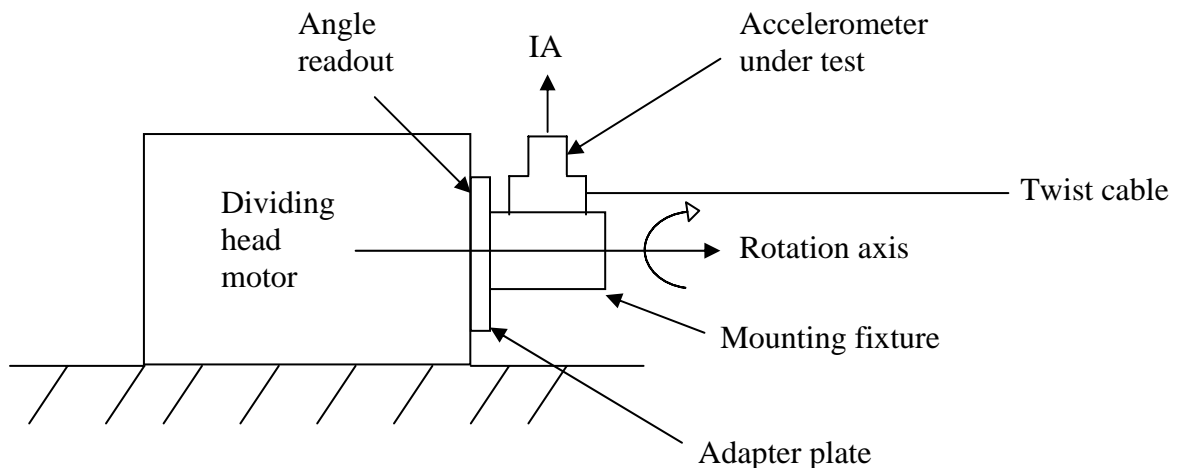 Angle
readout
IA
Accelerometer
under test
Dividing
head
motor
Twist cable
Rotation axis
Mounting fixture
Adapter plate